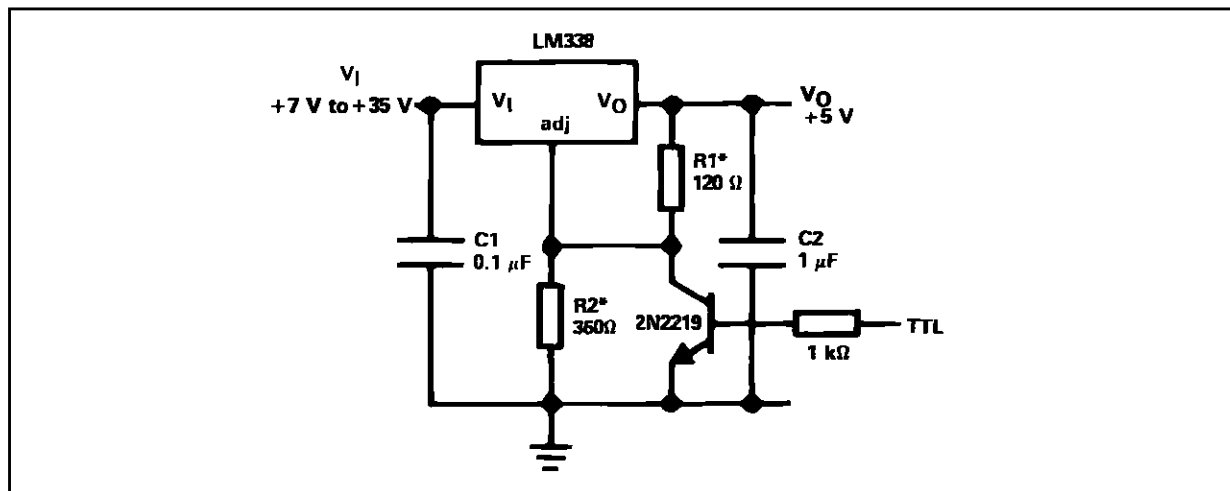 LM338
VI
+7 V to +35 V
VI
VO
adj
VO
+5 V
R1*
120 Ω
C1
0.1 μF
R2*
360Ω
2N2219
C2
1 μF
TTL
1 kΩ